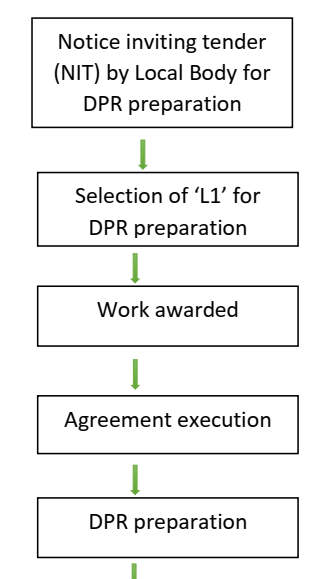 Notice inviting tender
(NIT) by Local Body for
DPR preparation
Selection of ‘L1’ for
DPR preparation
Work awarded
Agreement execution
DPR preparation